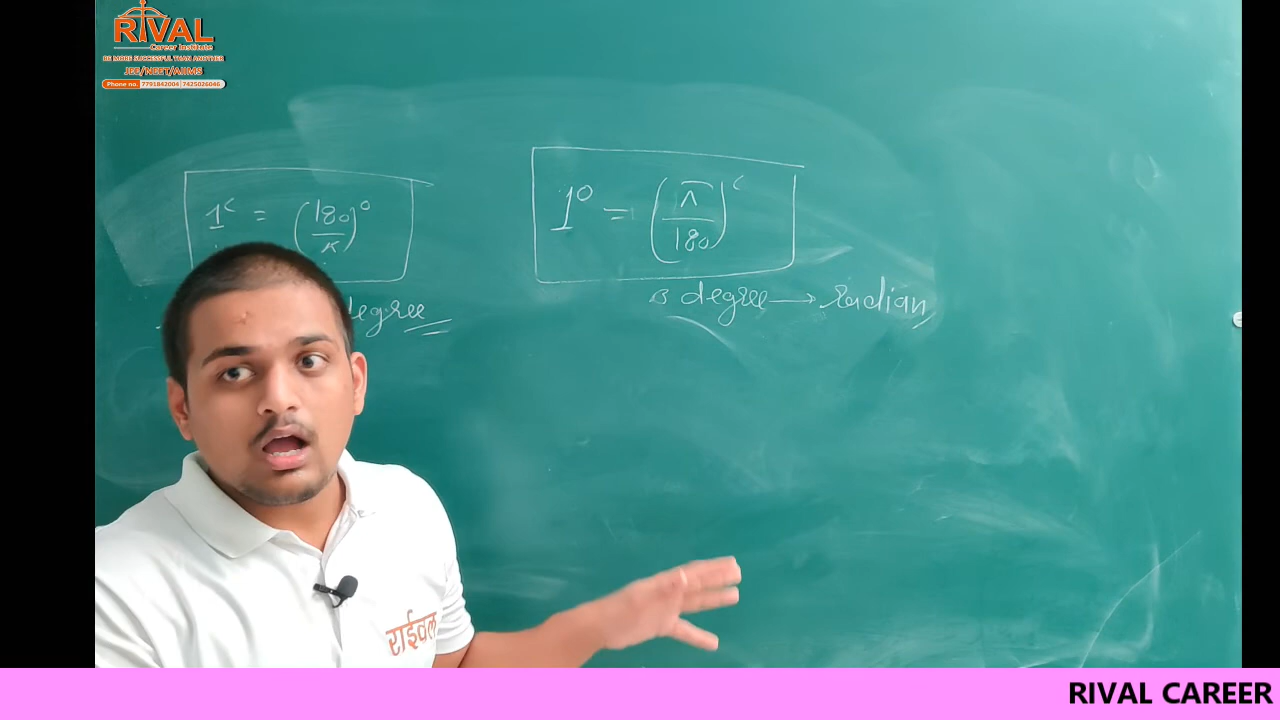 RIVAL
Career Institute
BE MORE SUCCESSFUL THAN ANOTHER
JEE/NEET/AIIMS
Phone no. 7791842004 | 7425026046
1ᶜ = (180/π)°
degree
1° = (π/180)ᶜ
degree → radian
राईवल
RIVAL CAREER